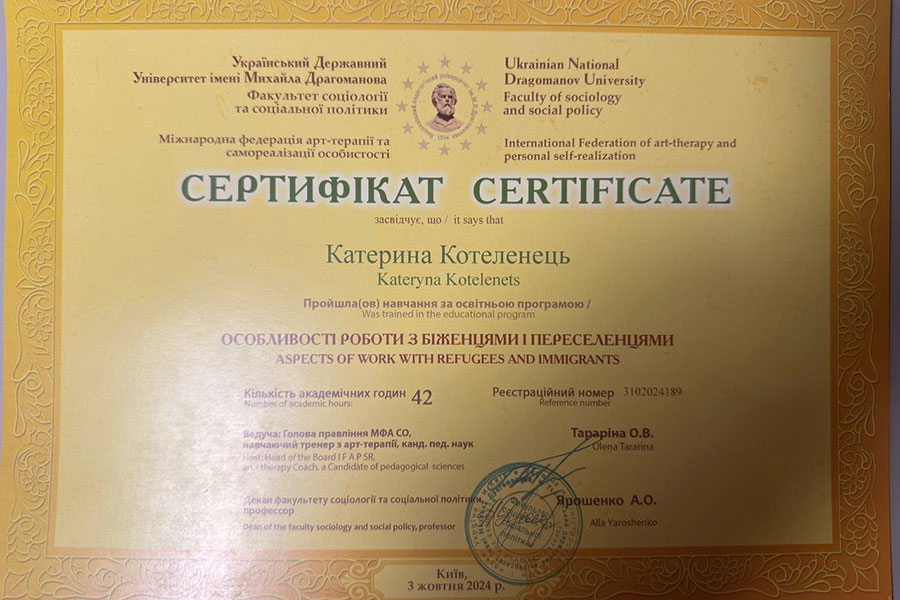 Український Державний
Університет імені Михайла Драгоманова
Факультет соціології
та соціальної політики
Ukrainian National
Dragomanov University
Faculty of sociology
and social policy
Міжнародна федерація арт-терапії та
самореалізації особистості
International Federation of art-therapy and
personal self-realization
СЕРТИФІКАТ CERTIFICATE
засвідчує, що / it says that
Катерина Котеленець
Kateryna Kotelenets
Пройшла(ов) навчання за освітньою програмою /
Was trained in the educational program
ОСОБЛИВОСТІ РОБОТИ З БІЖЕНЦЯМИ І ПЕРЕСЕЛЕНЦЯМИ
ASPECTS OF WORK WITH REFUGEES AND IMMIGRANTS
Кількість академічних годин 42
Number of academic hours:
Реєстраційний номер 3102024189
Reference number
Ведуча: Голова правління МФА СО,
навчаючий тренер з арт-терапії, канд. пед. наук
Host: Head of the Board I F A P SR,
art - therapy Coach, a Candidate of pedagogical sciences
Тараріна О.В.
Olena Tararina
Декан факультету соціології та соціальної політики,
профессор
Dean of the faculty sociology and social policy, professor
Ярошенко А.О.
Alla Yaroshenko
Факультет
соціології
соціальної
політики
Київ,
3 жовтня 2024 р.